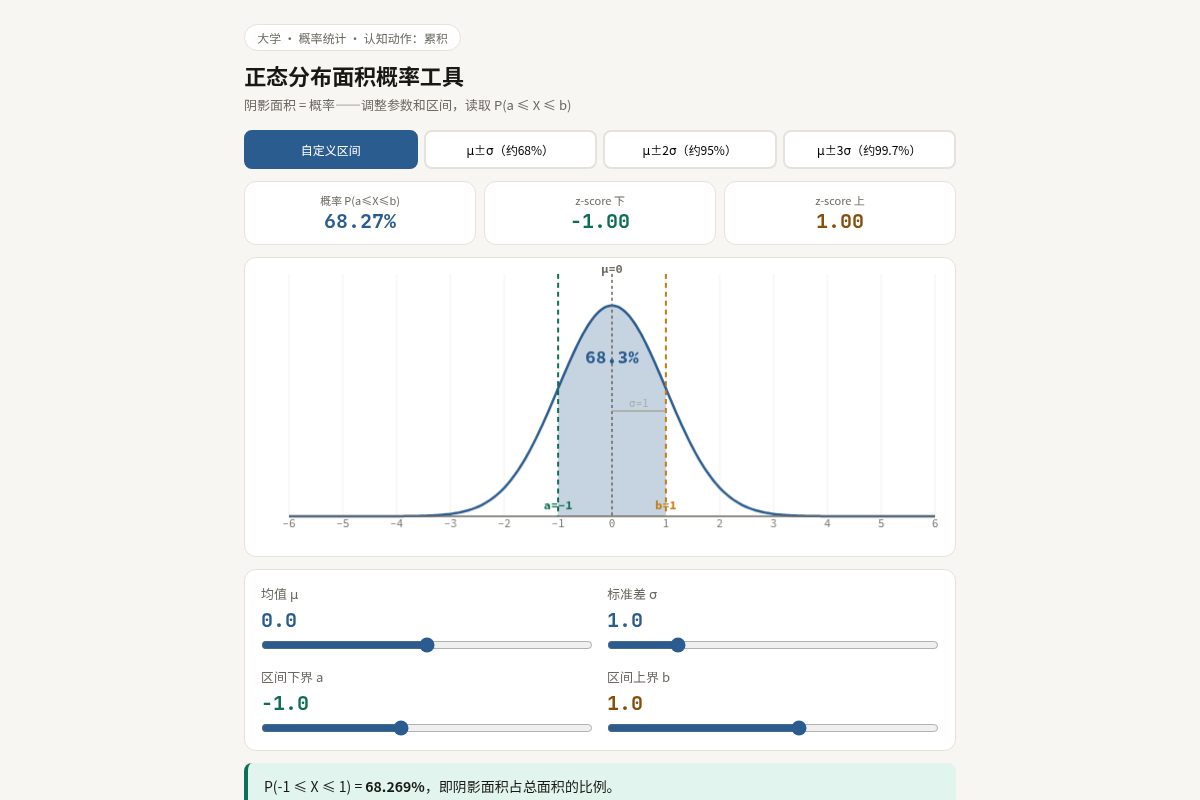 大学 · 概率统计 · 认知动作：累积
正态分布面积概率工具
阴影面积 = 概率——调整参数和区间，读取 P(a ≤ X ≤ b)
自定义区间
μ±σ（约68%）
μ±2σ（约95%）
μ±3σ（约99.7%）
概率 P(a≤X≤b)
68.27%
z-score 下
-1.00
z-score 上
1.00
μ=0
68.3%
σ=1
a=−1
b=1
−6 −5 −4 −3 −2 −1 0 1 2 3 4 5 6
均值 μ
0.0
标准差 σ
1.0
区间下界 a
-1.0
区间上界 b
1.0
P(-1 ≤ X ≤ 1) = 68.269%，即阴影面积占总面积的比例。